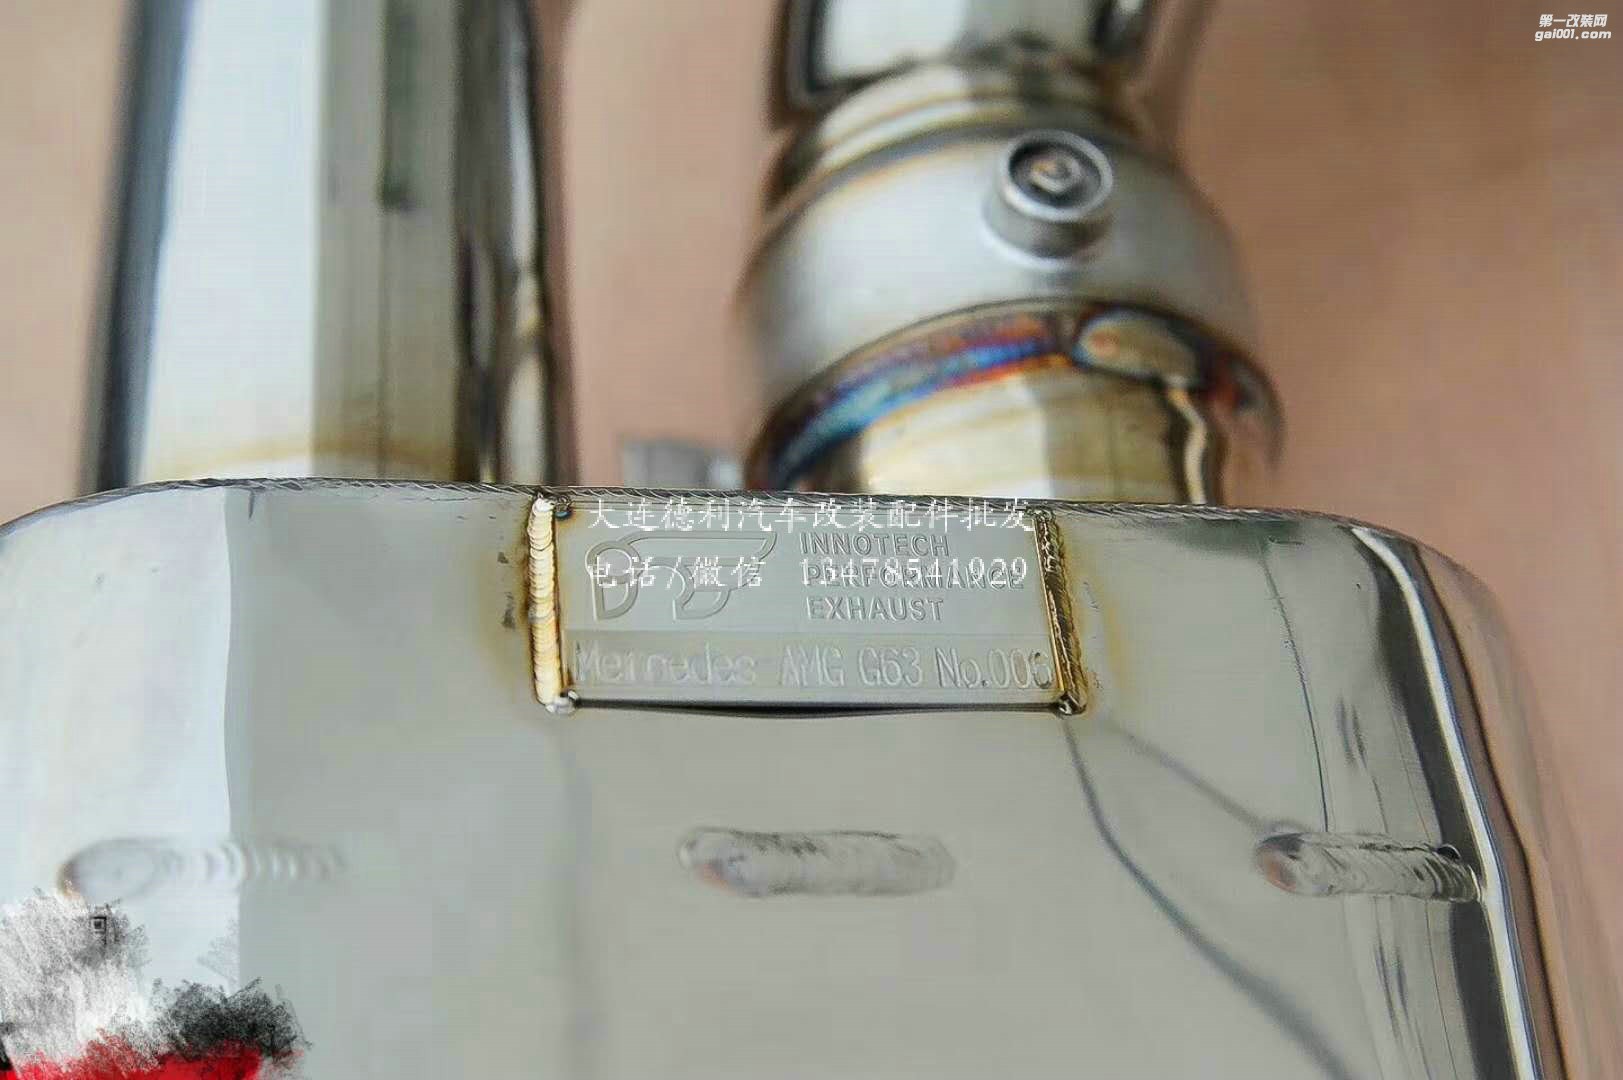 第一改装网
gai001.com
大连德利汽车改装配件批发
电话/微信 13478541929
INNOTECH
PERFORMANCE
EXHAUST
Mercedes AMG G63 No.006